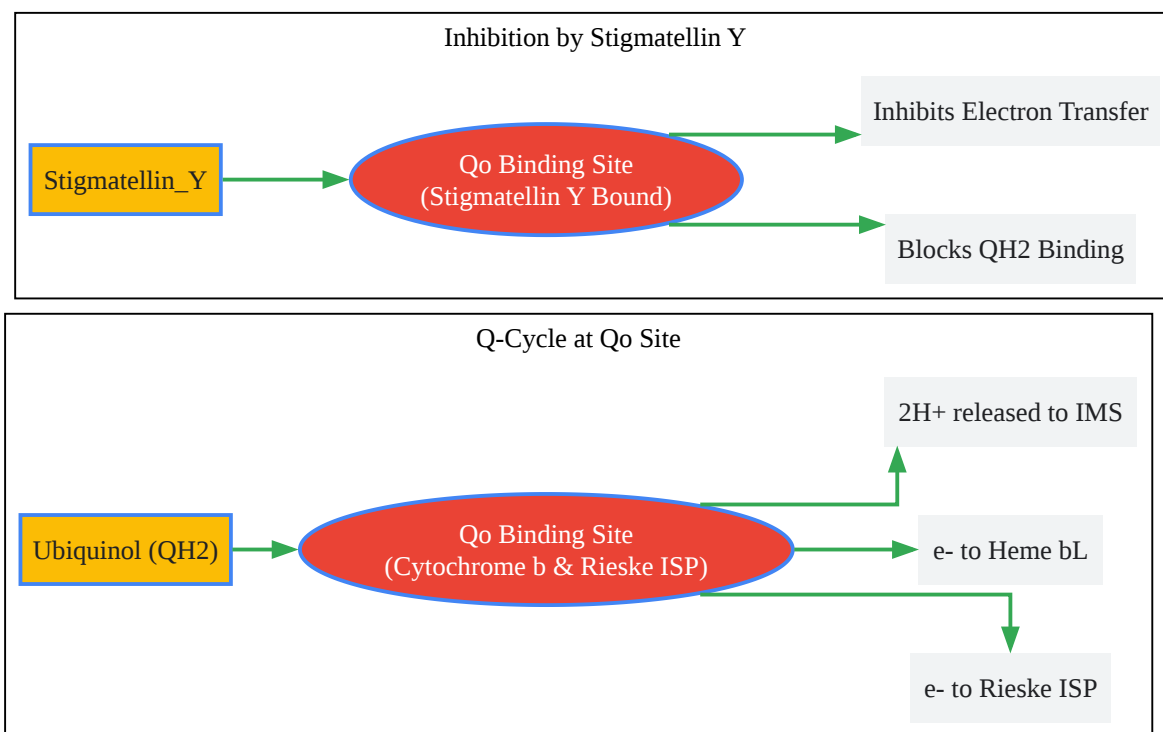 Inhibition by Stigmatellin Y
Inhibits Electron Transfer
Stigmatellin_Y
Qo Binding Site
(Stigmatellin Y Bound)
Blocks QH2 Binding
Q-Cycle at Qo Site
2H+ released to IMS
Ubiquinol (QH2)
Qo Binding Site
(Cytochrome b & Rieske ISP)
e- to Heme bL
e- to Rieske ISP